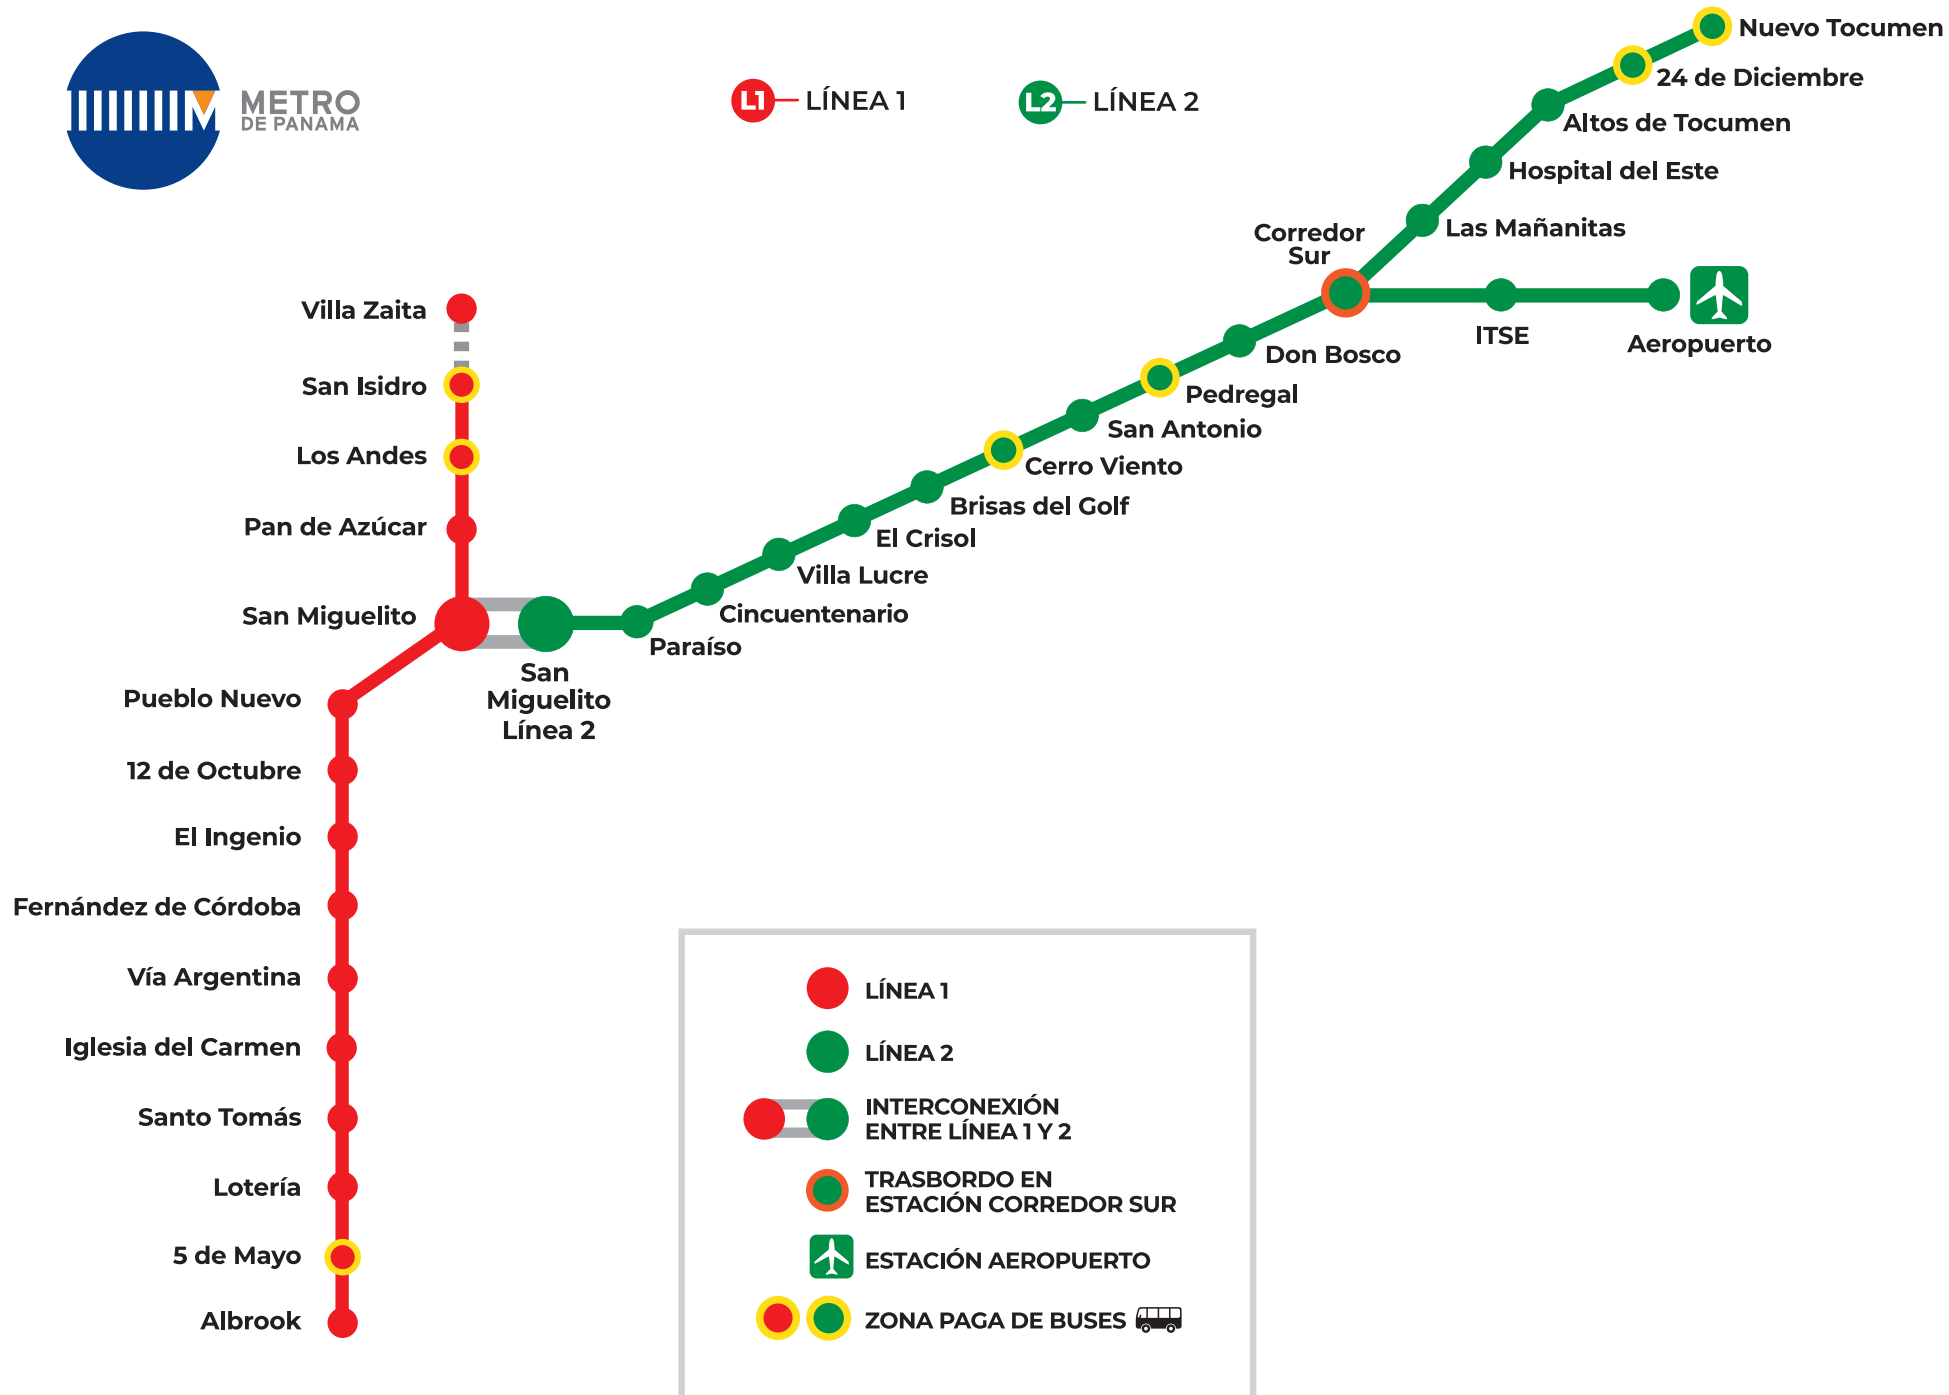 METRO
DE PANAMA
L1 LÍNEA 1
L2 LÍNEA 2
Nuevo Tocumen
24 de Diciembre
Altos de Tocumen
Hospital del Este
Las Mañanitas
Corredor
Sur
ITSE
Aeropuerto
Don Bosco
Pedregal
San Antonio
Cerro Viento
Brisas del Golf
El Crisol
Villa Lucre
Cincuentenario
Paraíso
San
Miguelito
Línea 2
Villa Zaita
San Isidro
Los Andes
Pan de Azúcar
San Miguelito
Pueblo Nuevo
12 de Octubre
El Ingenio
Fernández de Córdoba
Vía Argentina
Iglesia del Carmen
Santo Tomás
Lotería
5 de Mayo
Albrook
LÍNEA 1
LÍNEA 2
INTERCONEXIÓN
ENTRE LÍNEA 1 Y 2
TRASBORDO EN
ESTACIÓN CORREDOR SUR
ESTACIÓN AEROPUERTO
ZONA PAGA DE BUSES